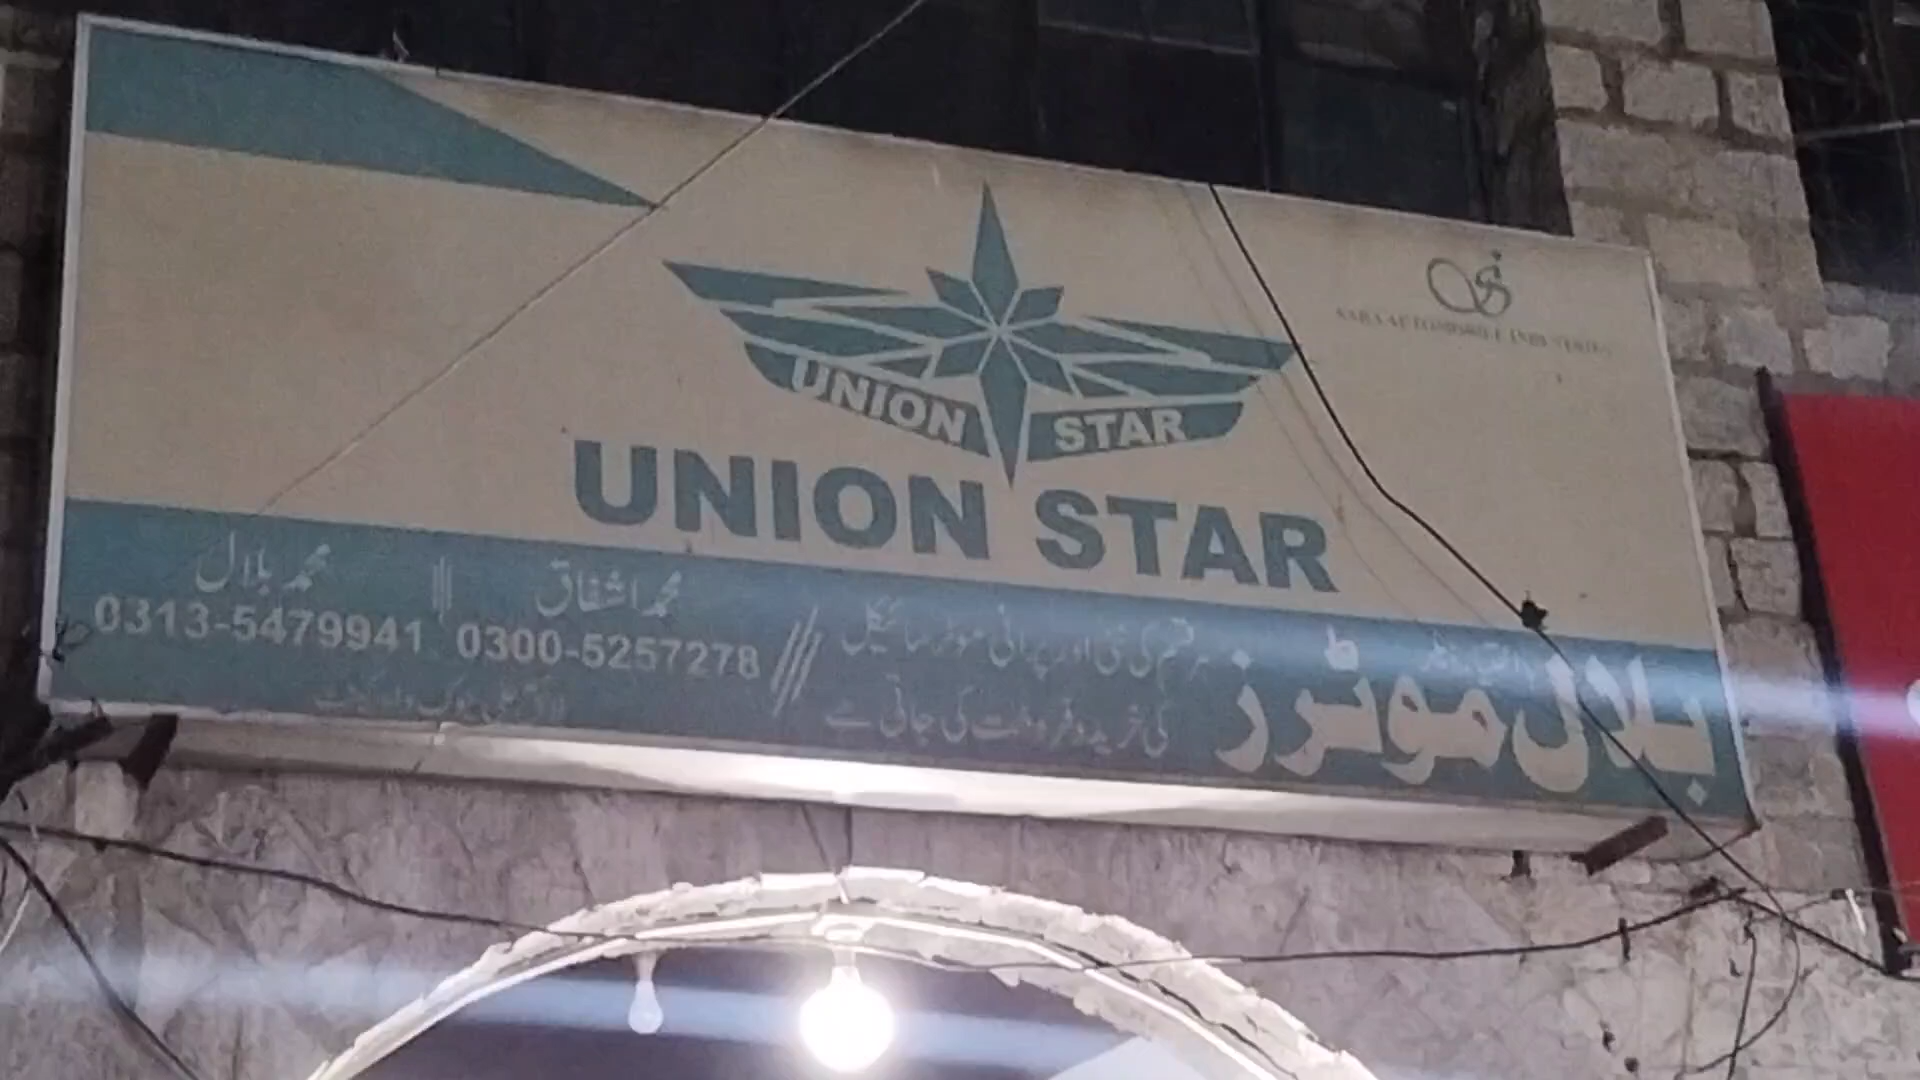 UNION STAR
UNION STAR
محمد بلال
محمد اشفاق
0313-5479941
0300-5257278
ہر قسم کی نئی اور پرانی موٹر سائیکل
کی خرید و فروخت کی جاتی ہے
بلال موٹرز